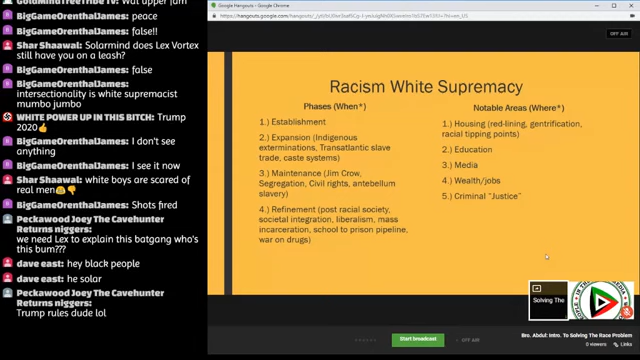 GoldMindTreeTribe TV: Wut upper jam
BigGameOrenthalJames: peace
BigGameOrenthalJames: false!!
Shar Shaawal: Solarmind does Lex Vortex
still have you on a leash?
BigGameOrenthalJames: false
BigGameOrenthalJames:
intersectionality is white supremacist
mumbo jumbo
WHITE POWER UP IN THIS BITCH: Trump
2020👍
BigGameOrenthalJames: I don't see
anything
BigGameOrenthalJames: I see it now
Shar Shaawal: white boys are scared of
real men
BigGameOrenthalJames: Shots fired
Peckawood Joey The Cavehunter
Returns niggers:
we need Lex to explain this batgang who's
this bum???
dave east: hey black people
dave east: he solar
Peckawood Joey The Cavehunter
Returns niggers:
Trump rules dude lol
Google Hangouts - Google Chrome
OFF AIR
Racism White Supremacy
Phases (When*)
1.) Establishment
2.) Expansion (Indigenous
exterminations, Transatlantic slave
trade, caste systems)
3.) Maintenance (Jim Crow,
Segregation, Civil rights, antebellum
slavery)
4.) Refinement (post racial society,
societal integration, liberalism, mass
incarceration, school to prison pipeline,
war on drugs)
Notable Areas (Where*)
1.) Housing (red-lining, gentrification,
racial tipping points)
2.) Education
3.) Media
4.) Wealth/jobs
5.) Criminal "Justice"
Solving The
PEOPLE IN THE
Start broadcast
OFF AIR
Bro. Abdul: Intro. To Solving The Race Problem
0 viewers
Links